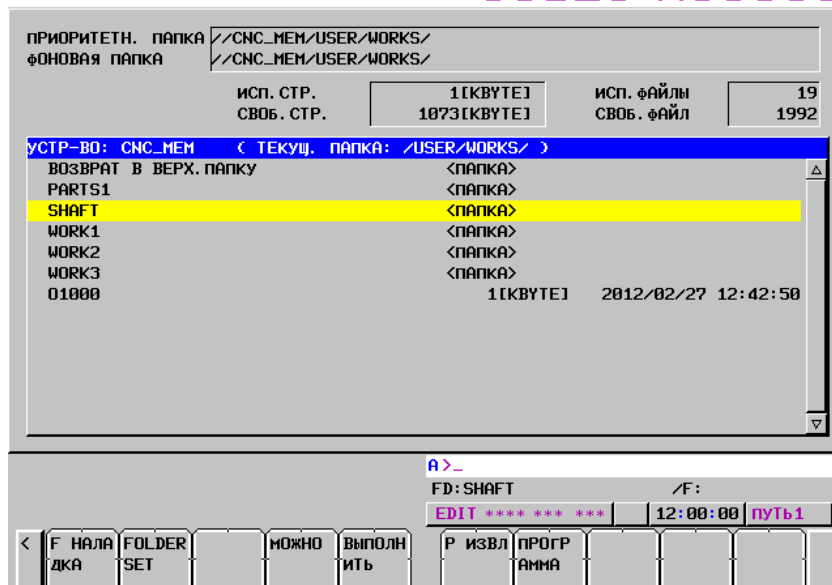 ПРИОРИТЕТН. ПАПКА //CNC_MEM/USER/WORKS/
ФОНОВАЯ ПАПКА //CNC_MEM/USER/WORKS/
ИСП. СТР. 1[KBYTE] ИСП. ФАЙЛЫ 19
СВОБ. СТР. 1073[KBYTE] СВОБ. ФАЙЛ 1992
УСТР-ВО: CNC_MEM ( ТЕКУЩ. ПАПКА: /USER/WORKS/ )
ВОЗВРАТ В ВЕРХ. ПАПКУ <ПАПКА>
PARTS1 <ПАПКА>
SHAFT <ПАПКА>
WORK1 <ПАПКА>
WORK2 <ПАПКА>
WORK3 <ПАПКА>
O1000 1[KBYTE] 2012/02/27 12:42:50
A>_
FD:SHAFT /F:
EDIT **** *** *** 12:00:00 ПУТЬ1
< F НАЛА FOLDER МОЖНО ВЫПОЛН Р ИЗВЛ ПРОГР
ДКА SET ИТЬ АММА